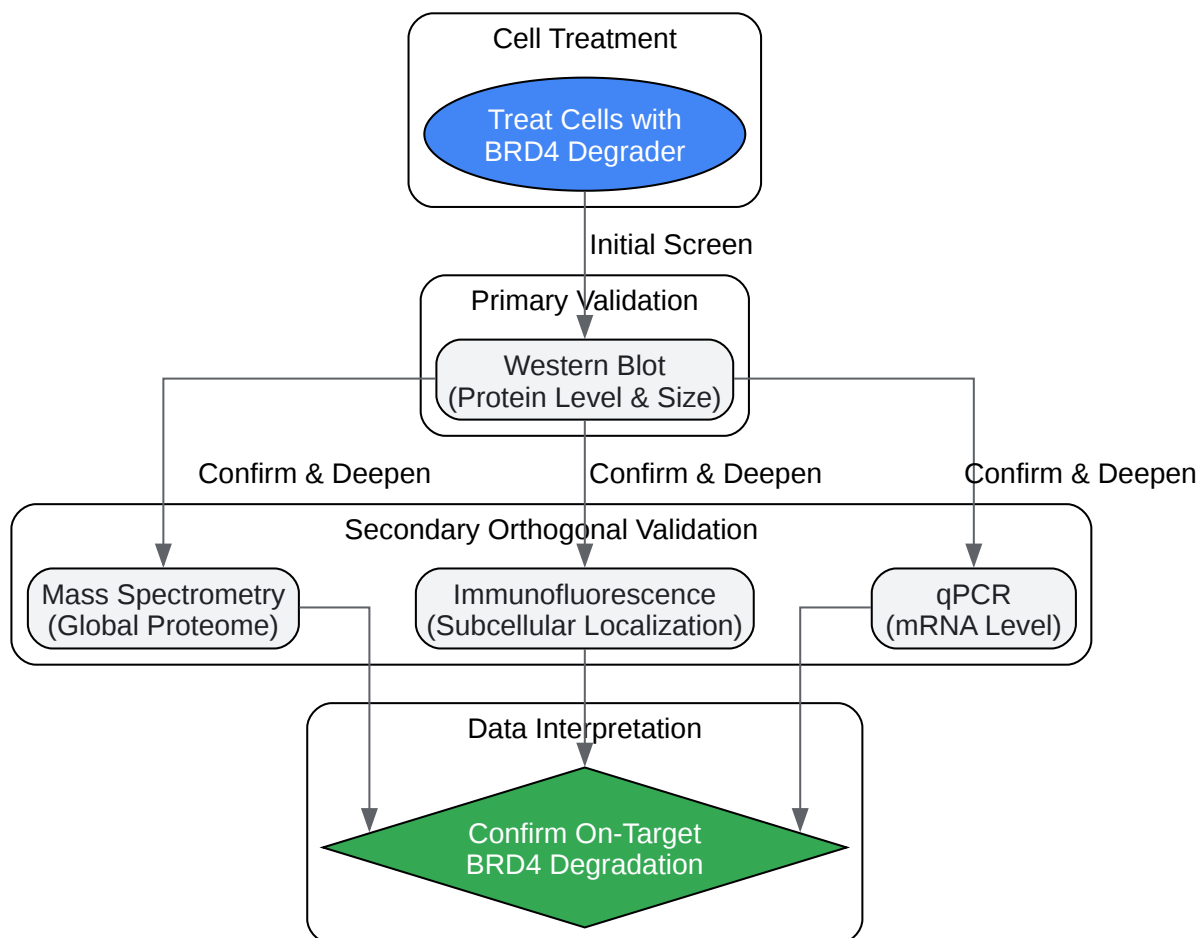 Cell Treatment
Treat Cells with
BRD4 Degrader
Initial Screen
Primary Validation
Western Blot
(Protein Level & Size)
Confirm & Deepen
Confirm & Deepen
Confirm & Deepen
Secondary Orthogonal Validation
Mass Spectrometry
(Global Proteome)
Immunofluorescence
(Subcellular Localization)
qPCR
(mRNA Level)
Data Interpretation
Confirm On-Target
BRD4 Degradation